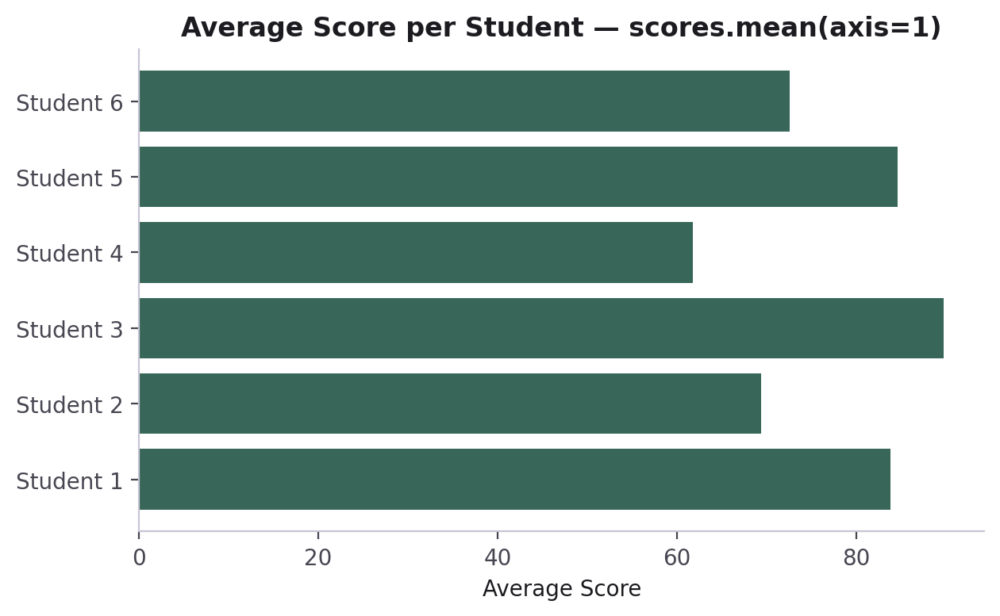 Average Score per Student — scores.mean(axis=1)
Student 6
Student 5
Student 4
Student 3
Student 2
Student 1
0 20 40 60 80
Average Score